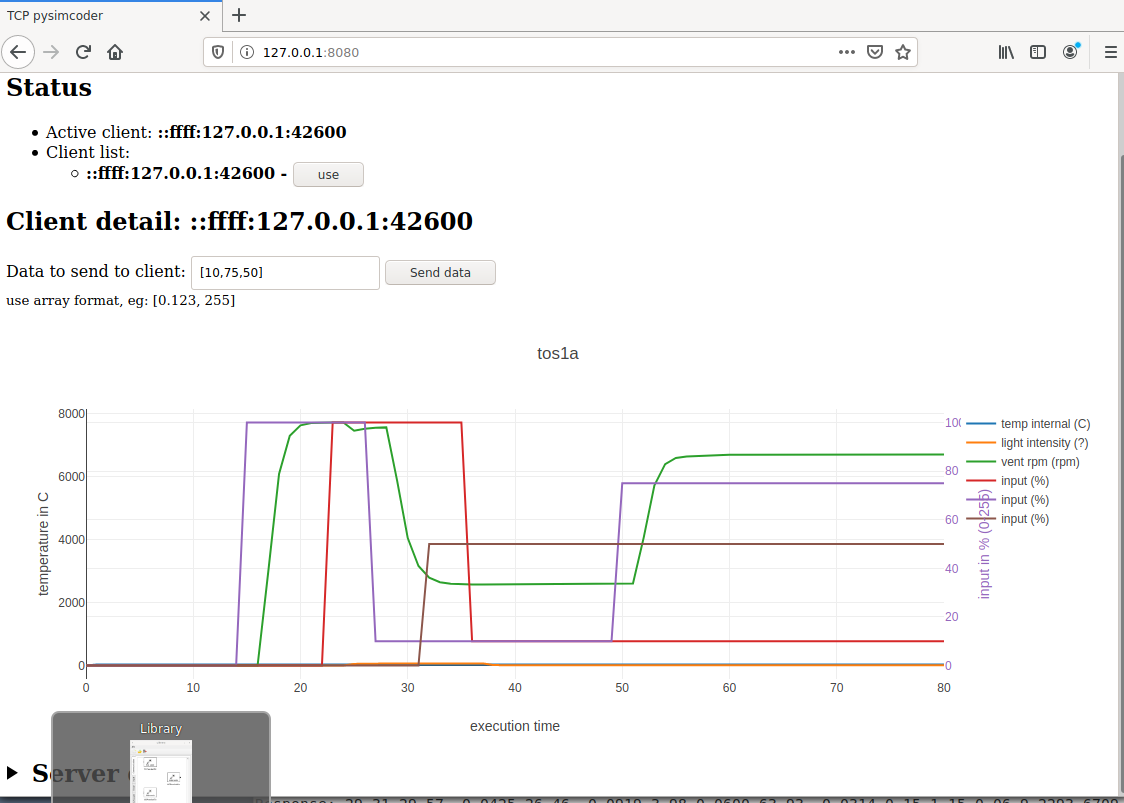 TCP pysimcoder
127.0.0.1:8080
Status
Active client: ::ffff:127.0.0.1:42600
Client list:
::ffff:127.0.0.1:42600 - use
Client detail: ::ffff:127.0.0.1:42600
Data to send to client: [10,75,50] Send data
use array format, eg: [0.123, 255]
tos1a
8000
6000
4000
2000
0
temperature in C
0 10 20 30 40 50 60 70 80
execution time
100
80
60
40
20
0
input in % (0-255)
temp internal (C)
light intensity (?)
vent rpm (rpm)
input (%)
input (%)
input (%)
Library
Server